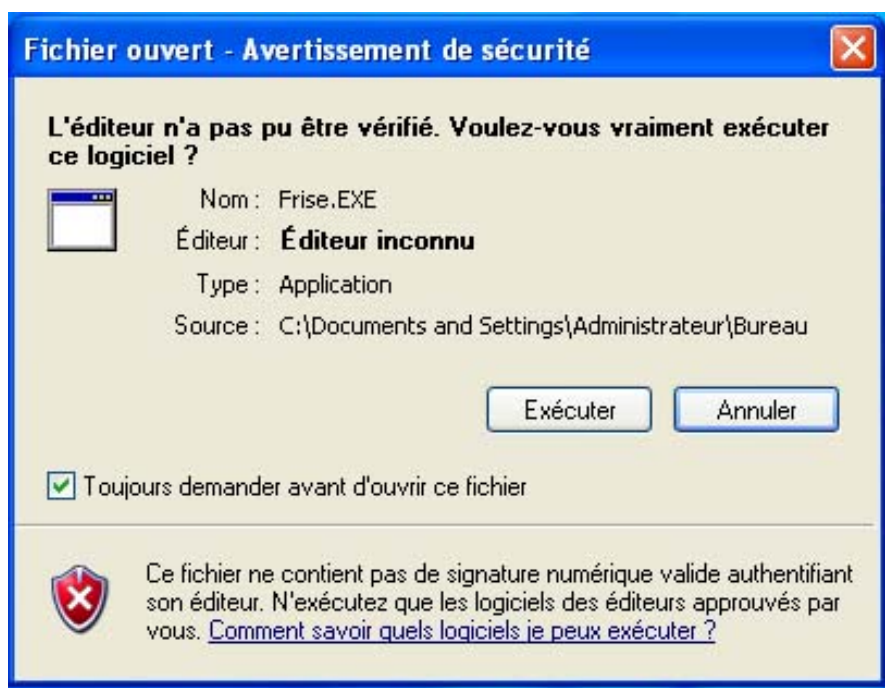 Fichier ouvert - Avertissement de sécurité
L'éditeur n'a pas pu être vérifié. Voulez-vous vraiment exécuter
ce logiciel ?
Nom : Frise.EXE
Éditeur : Éditeur inconnu
Type : Application
Source : C:\Documents and Settings\Administrateur\Bureau
Exécuter Annuler
Toujours demander avant d'ouvrir ce fichier
Ce fichier ne contient pas de signature numérique valide authentifiant
son éditeur. N'exécutez que les logiciels des éditeurs approuvés par
vous. Comment savoir quels logiciels je peux exécuter ?